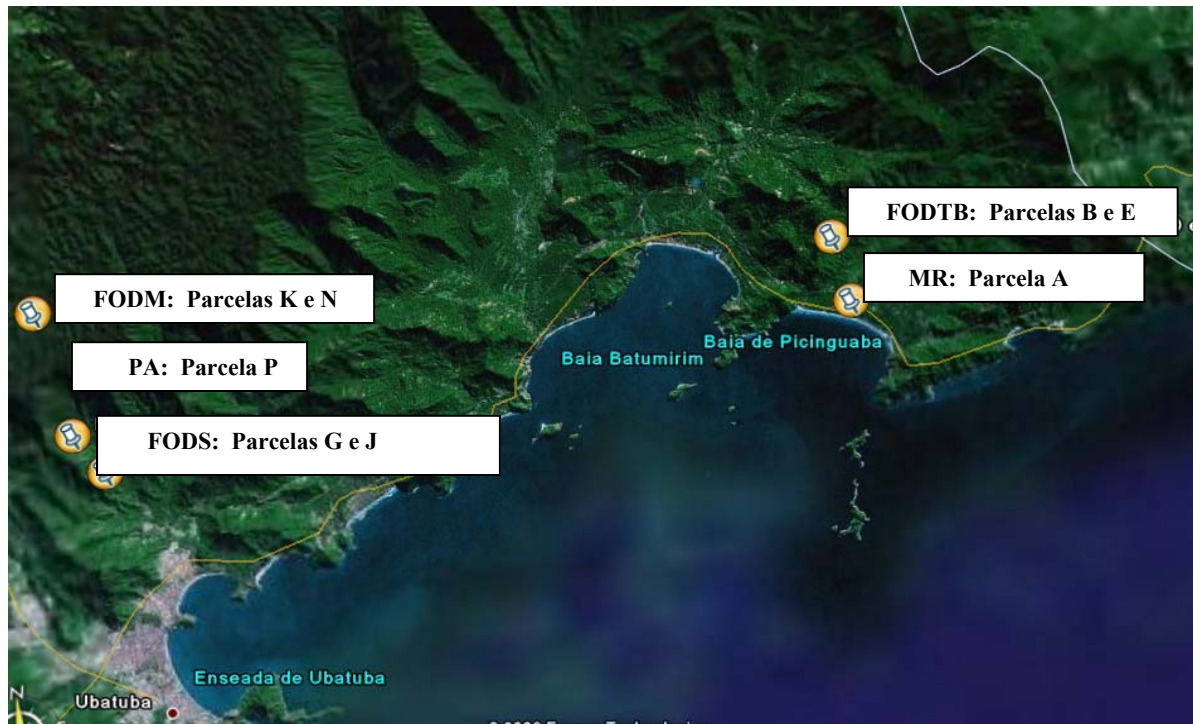 FODTB: Parcelas B e E
MR: Parcela A
FODM: Parcelas K e N
Baia de Picinguaba
Baia Batumirim
PA: Parcela P
FODS: Parcelas G e J
Enseada de Ubatuba
N
Ubatuba